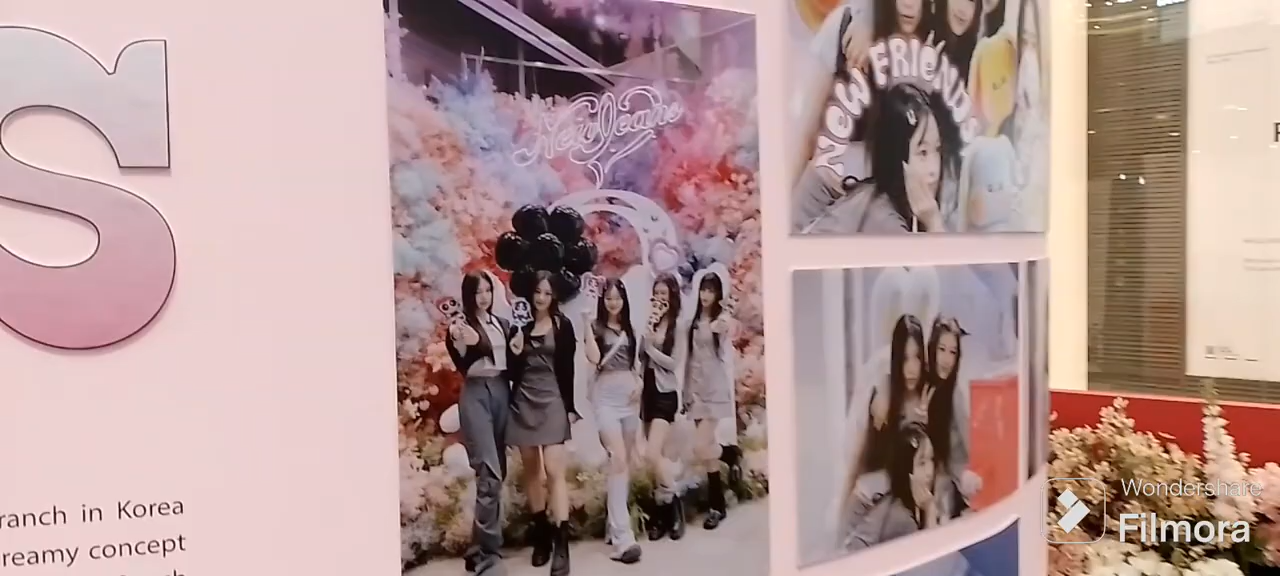 S
ranch in Korea
reamy concept
NewJeans
NEW FRIENDS
Wondershare
Filmora